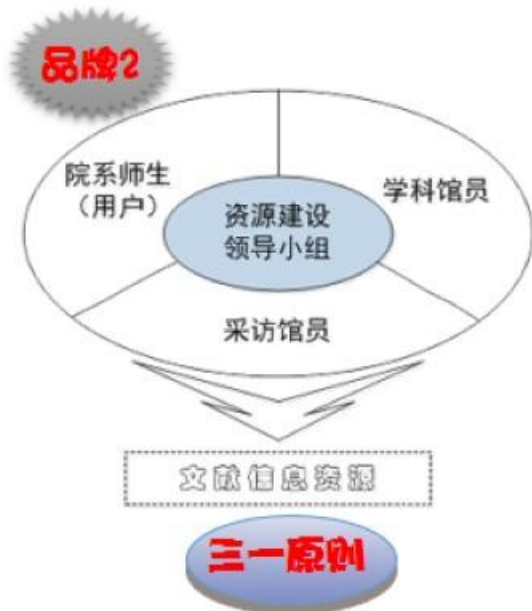 品牌2
院系师生
（用户）
学科馆员
资源建设
领导小组
采访馆员
文献信息资源
三一原则